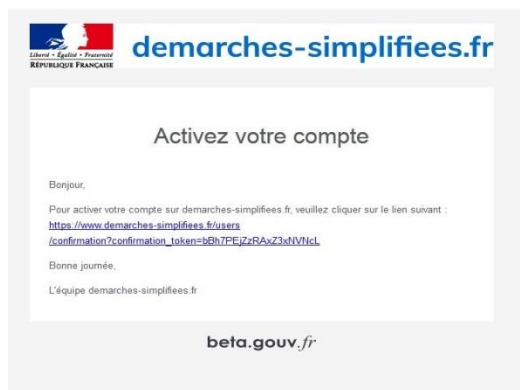 Liberté • Égalité • Fraternité
RÉPUBLIQUE FRANÇAISE
demarches-simplifiees.fr
Activez votre compte
Bonjour,
Pour activer votre compte sur demarches-simplifiees.fr, veuillez cliquer sur le lien suivant :
https://www.demarches-simplifiees.fr/users
/confirmation?confirmation_token=bBh7PEjZzRAxZ3xNVNcL
Bonne journée,
L'équipe demarches-simplifiees.fr
beta.gouv.fr